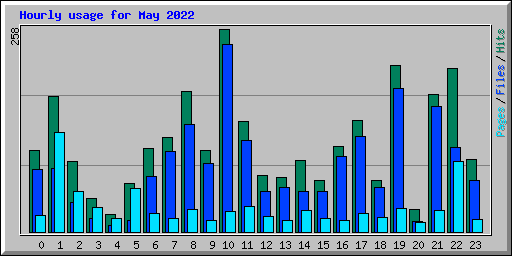 Hourly usage for May 2022
258
Pages/Files/Hits
0 1 2 3 4 5 6 7 8 9 10 11 12 13 14 15 16 17 18 19 20 21 22 23